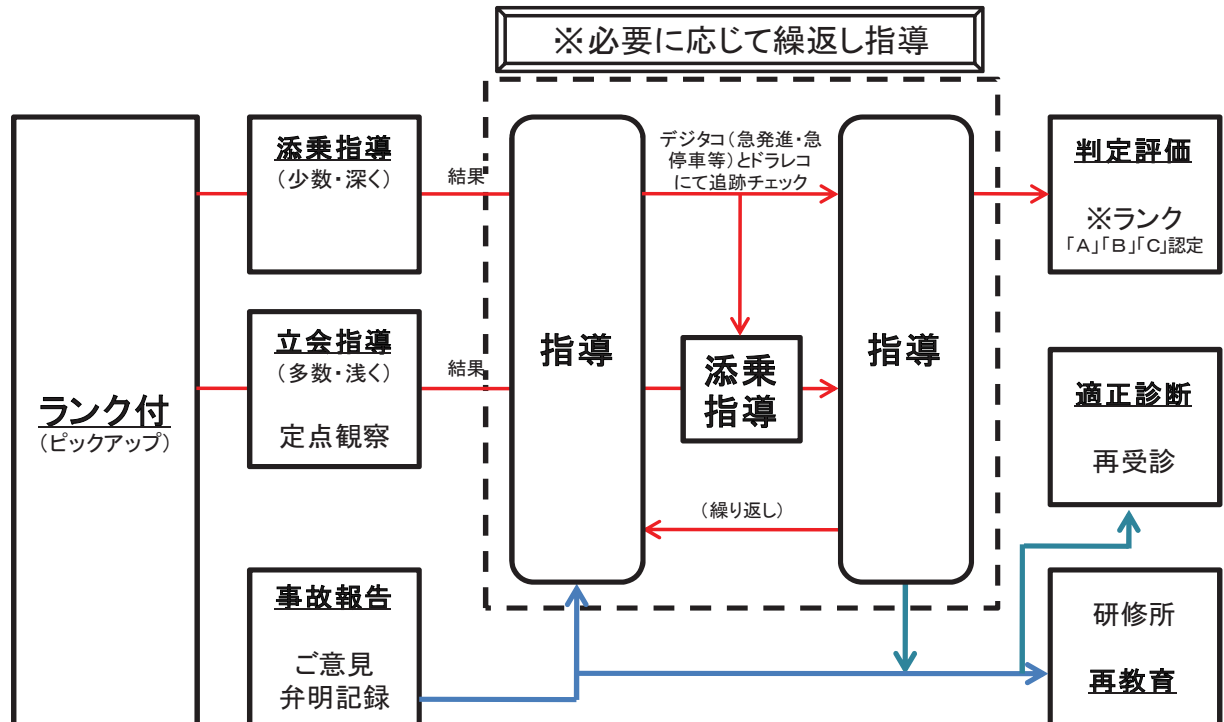 ※必要に応じて繰返し指導
ランク付
(ピックアップ)
添乗指導
(少数・深く)
結果
立会指導
(多数・浅く)
定点観察
結果
事故報告
ご意見
弁明記録
指導
デジタコ(急発進・急
停車等)とドラレコ
にて追跡チェック
添乗
指導
(繰り返し)
指導
判定評価
※ランク
「A」「B」「C」認定
適正診断
再受診
研修所
再教育